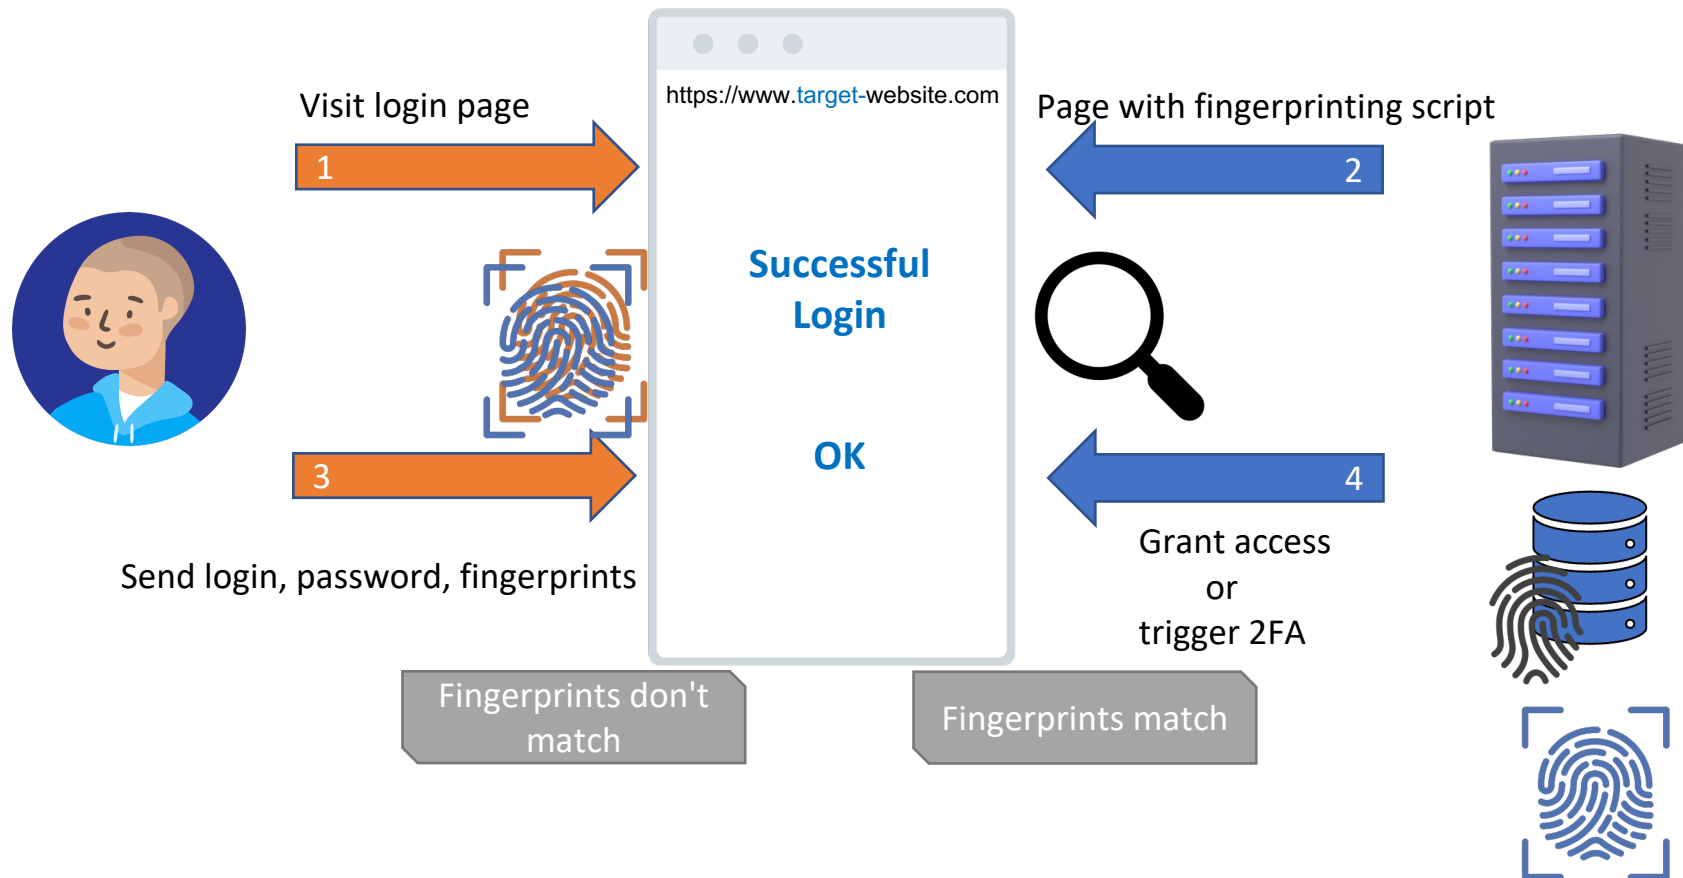 Visit login page
https://www.target-website.com
Page with fingerprinting script
1
2
Successful
Login
OK
3
4
Send login, password, fingerprints
Grant access
or
trigger 2FA
Fingerprints don't
match
Fingerprints match